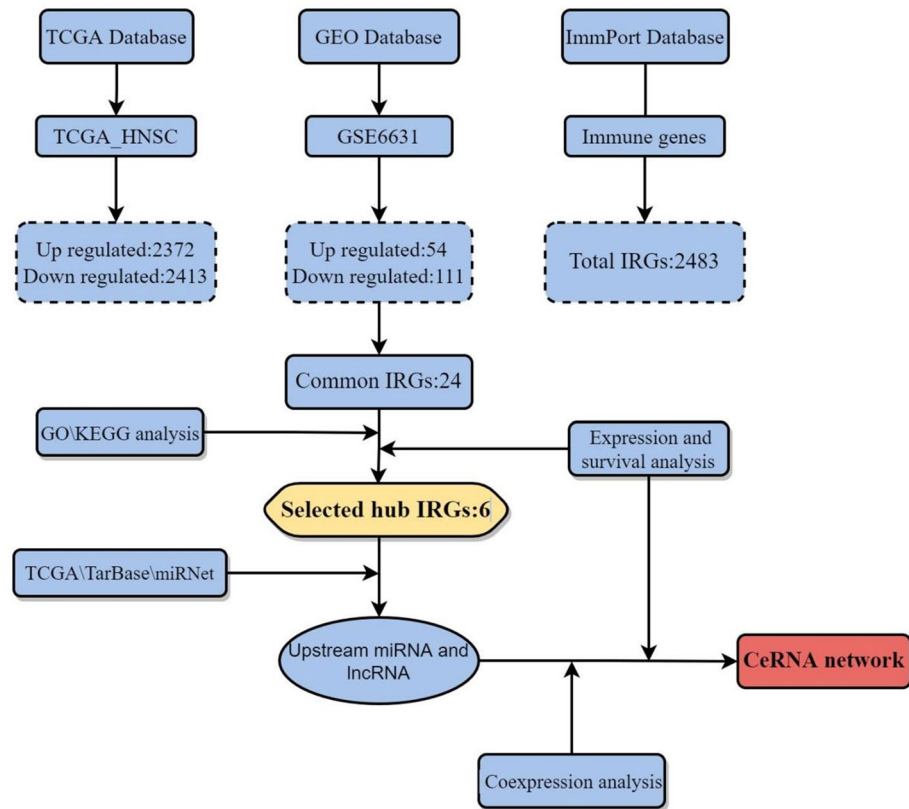 TCGA Database
GEO Database
ImmPort Database
TCGA_HNSC
GSE6631
Immune genes
Up regulated:2372
Down regulated:2413
Up regulated:54
Down regulated:111
Total IRGs:2483
Common IRGs:24
GO\KEGG analysis
Expression and
survival analysis
Selected hub IRGs:6
TCGA\TarBase\miRNet
Upstream miRNA and
lncRNA
CeRNA network
Coexpression analysis